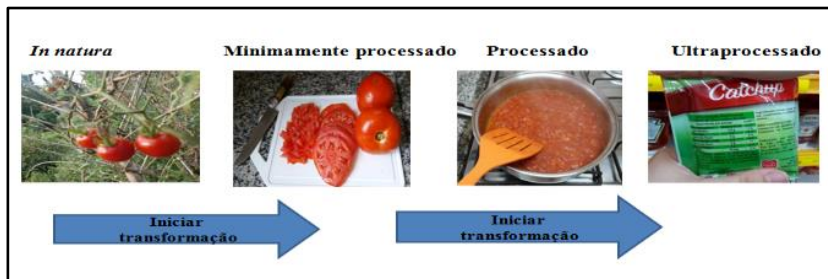 In natura
Minimamente processado
Processado
Ultraprocessado
Catchup
Iniciar
transformação
Iniciar
transformação